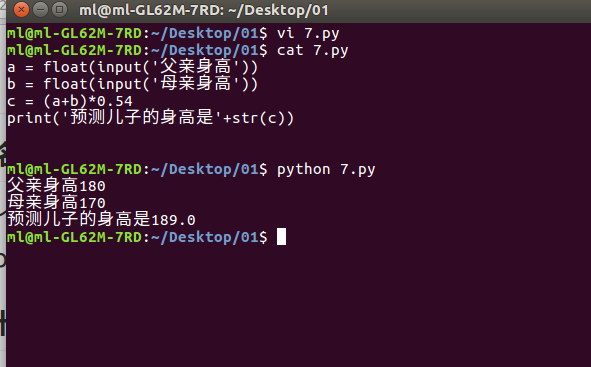 ml@ml-GL62M-7RD: ~/Desktop/01
ml@ml-GL62M-7RD:~/Desktop/01$ vi 7.py
ml@ml-GL62M-7RD:~/Desktop/01$ cat 7.py
a = float(input('父亲身高'))
b = float(input('母亲身高'))
c = (a+b)*0.54
print('预测儿子的身高是'+str(c))
ml@ml-GL62M-7RD:~/Desktop/01$ python 7.py
父亲身高180
母亲身高170
预测儿子的身高是189.0
ml@ml-GL62M-7RD:~/Desktop/01$